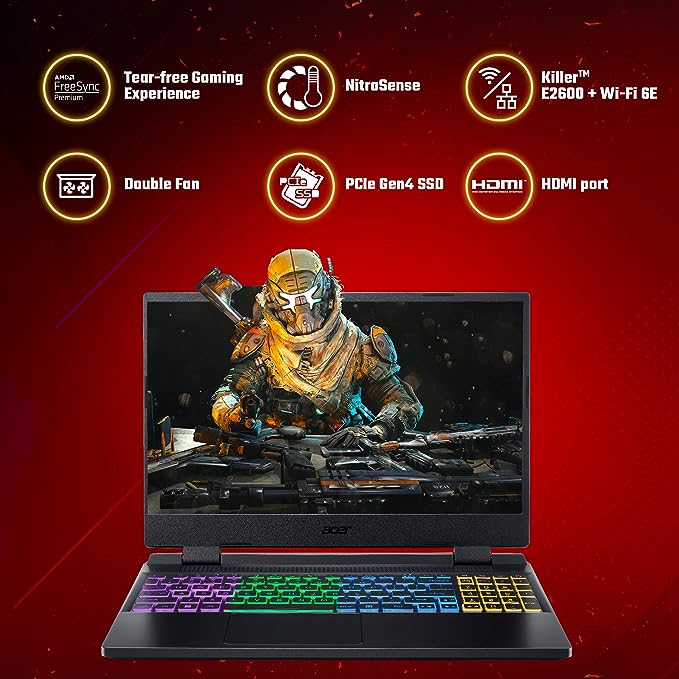 AMD
FreeSync
Premium
Tear-free Gaming
Experience
NitroSense
Killer™
E2600 + Wi-Fi 6E
Double Fan
SSD
PCIe Gen4 SSD
HDMI
HDMI port
acer